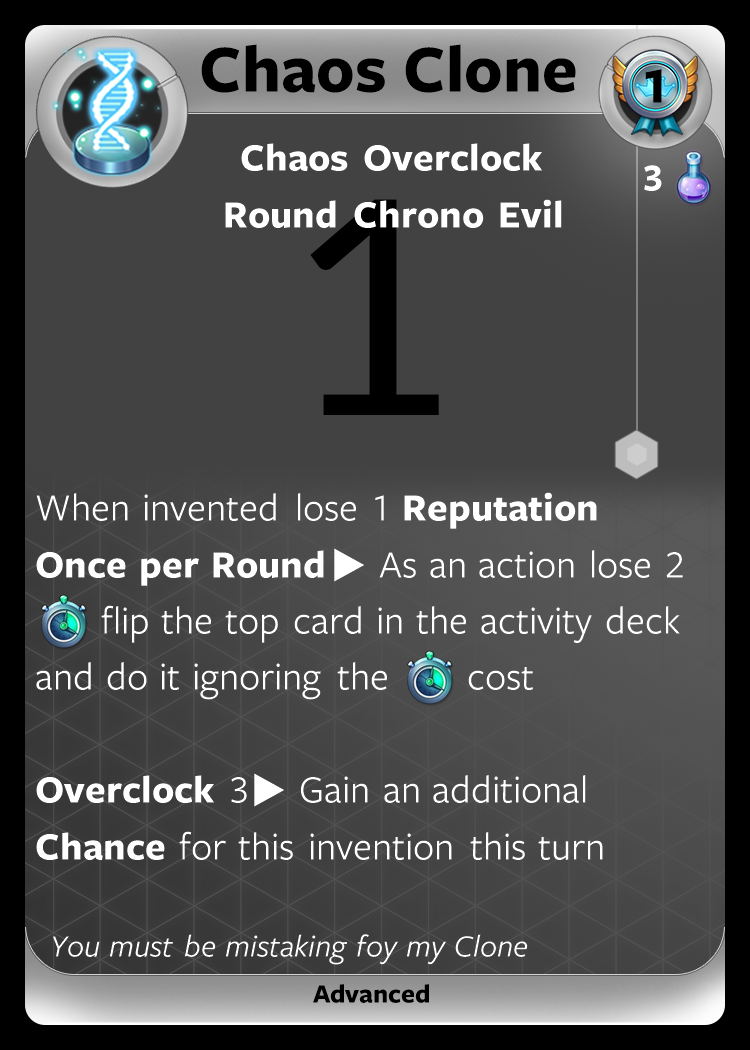 Chaos Clone
1
Chaos Overclock
3
Round Chrono Evil
1
When invented lose 1 Reputation
Once per Round▶ As an action lose 2
flip the top card in the activity deck
and do it ignoring the cost
Overclock 3▶ Gain an additional
Chance for this invention this turn
You must be mistaking foy my Clone
Advanced